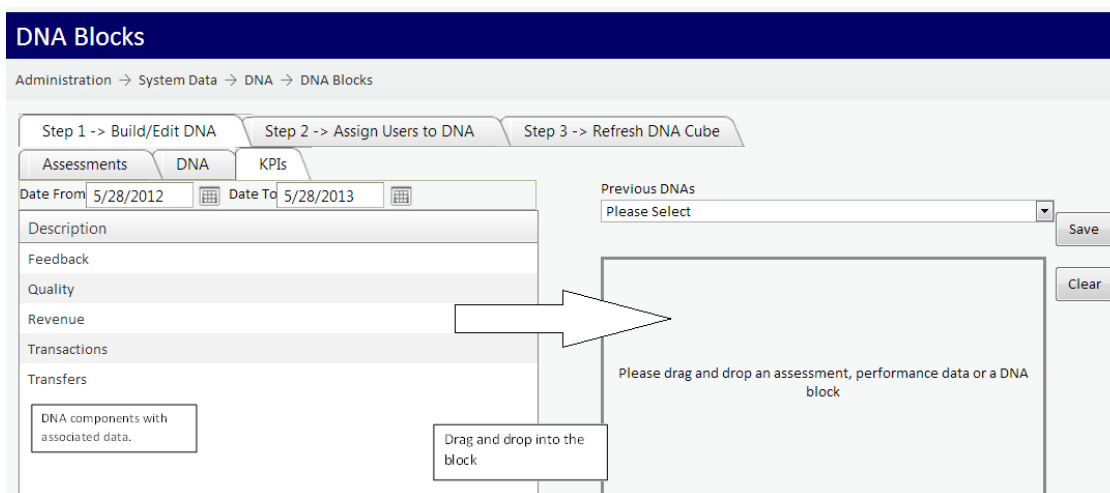 DNA Blocks
Administration → System Data → DNA → DNA Blocks
Step 1 -> Build/Edit DNA
Step 2 -> Assign Users to DNA
Step 3 -> Refresh DNA Cube
Assessments
DNA
KPIs
Date From 5/28/2012
Date To 5/28/2013
Previous DNAs
Please Select
Save
Clear
Description
Feedback
Quality
Revenue
Transactions
Transfers
DNA components with
associated data.
Drag and drop into the
block
Please drag and drop an assessment, performance data or a DNA
block